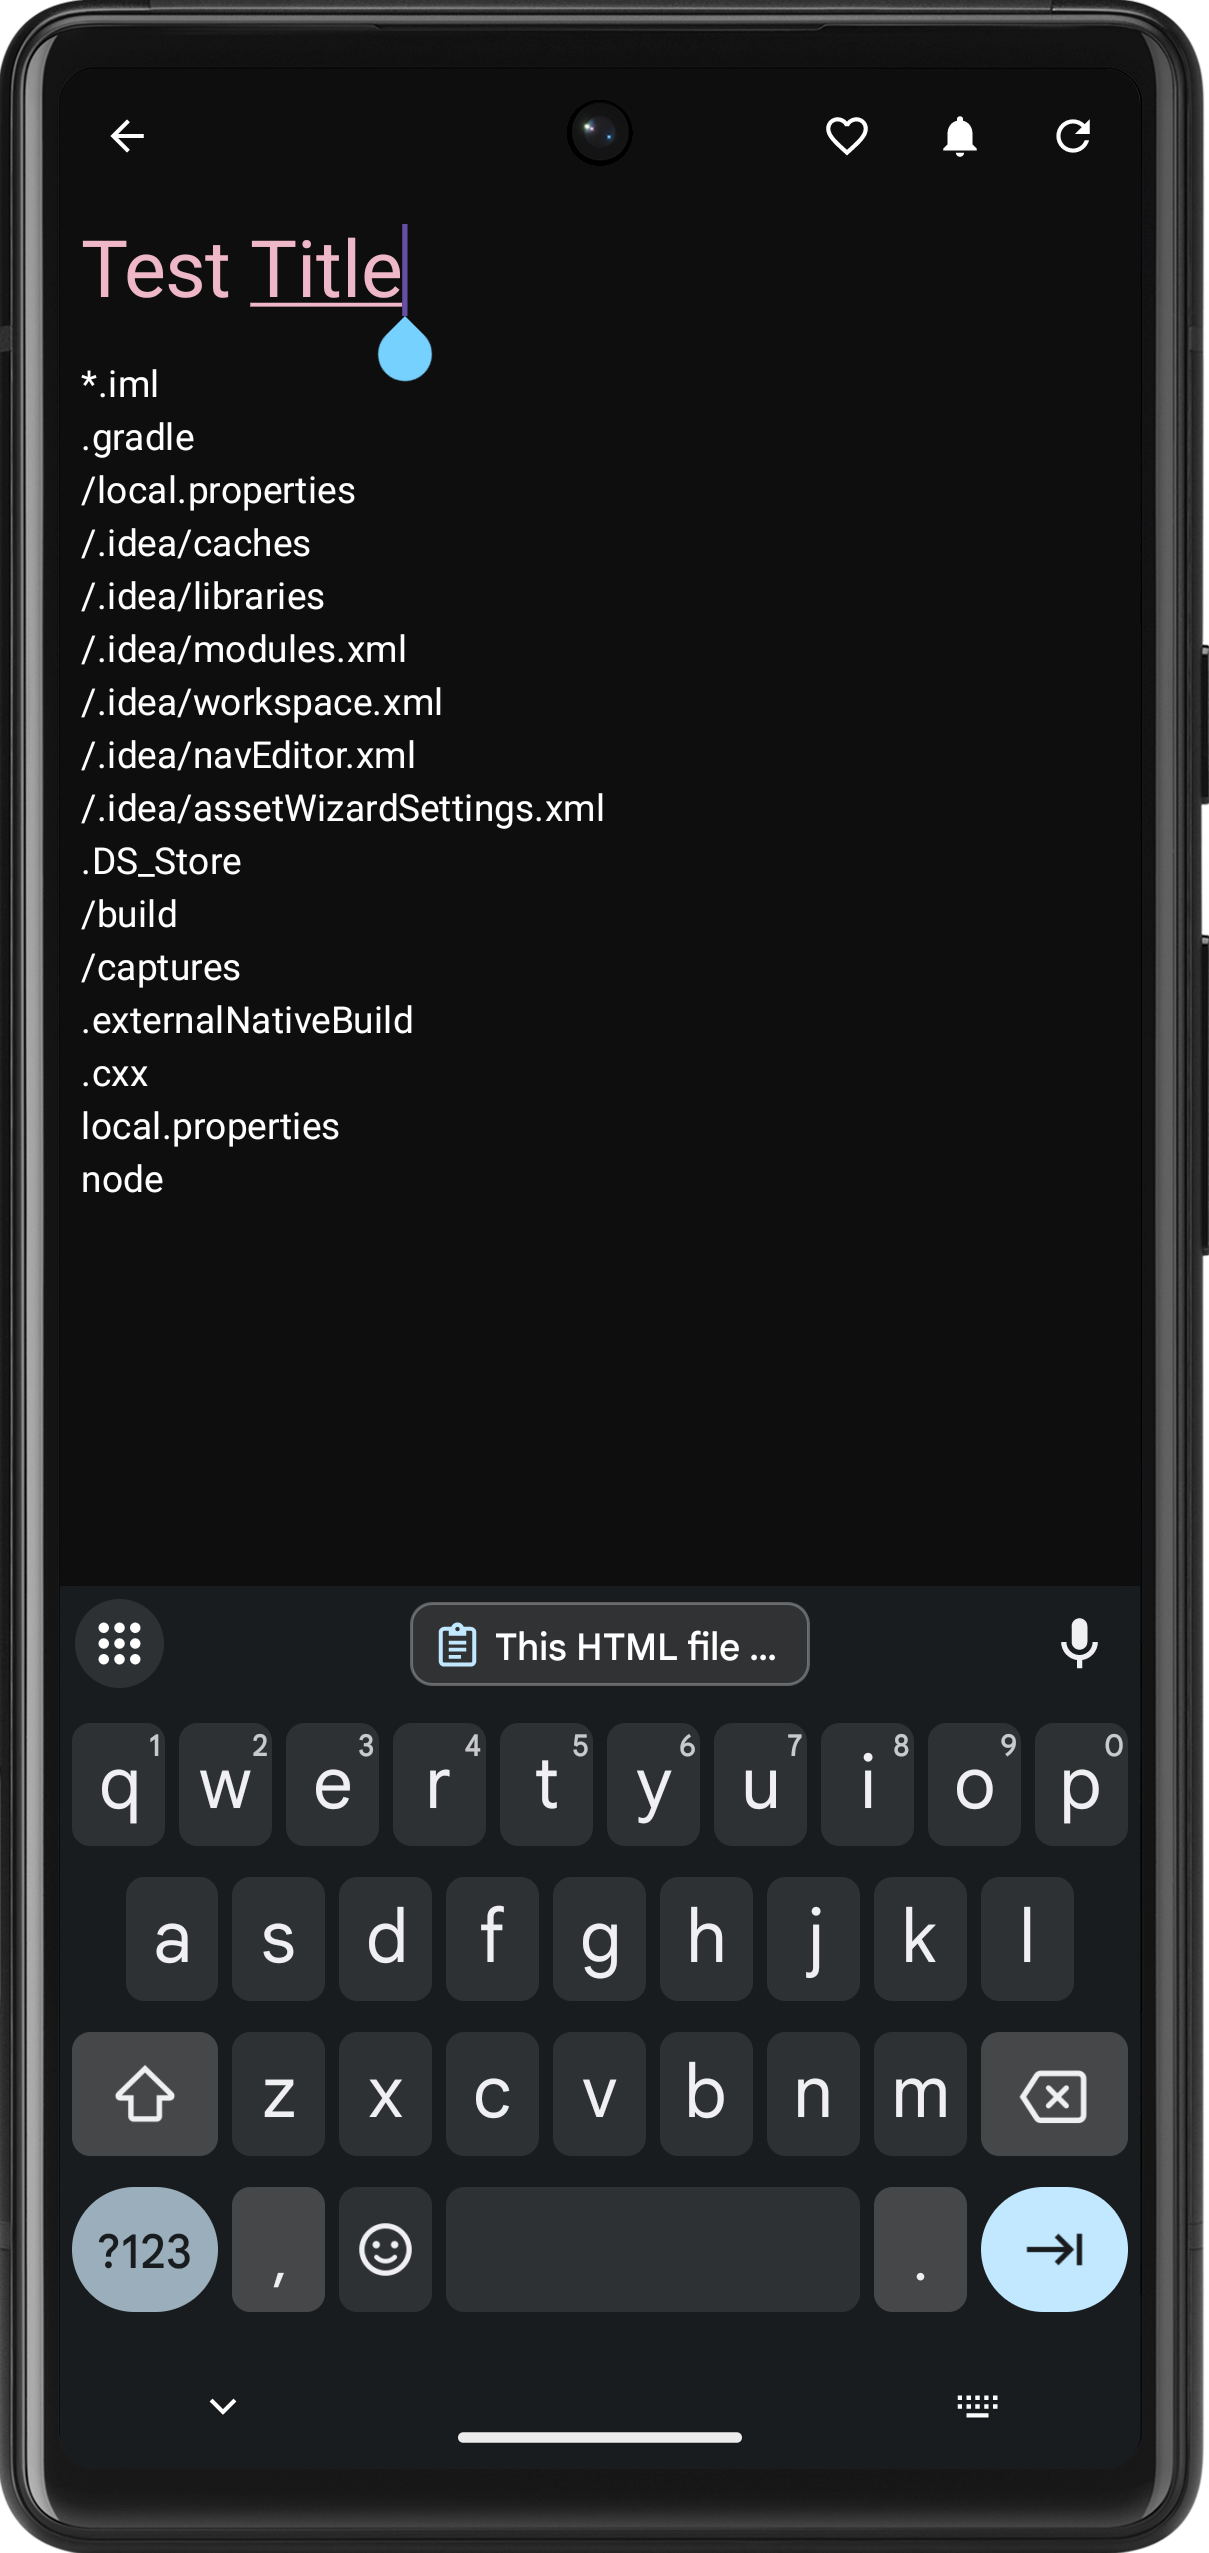 Test Title
*.iml
.gradle
/local.properties
/.idea/caches
/.idea/libraries
/.idea/modules.xml
/.idea/workspace.xml
/.idea/navEditor.xml
/.idea/assetWizardSettings.xml
.DS_Store
/build
/captures
.externalNativeBuild
.cxx
local.properties
node
This HTML file ...
1 2 3 4 5 6 7 8 9 0
q w e r t y u i o p
a s d f g h j k l
z x c v b n m
?123 , .